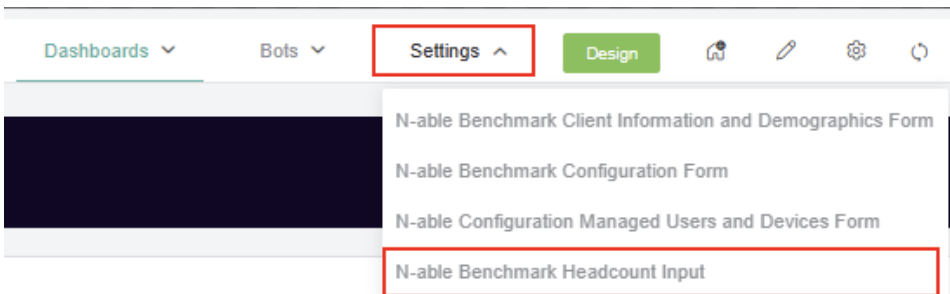 Dashboards Bots Settings Design
N-able Benchmark Client Information and Demographics Form
N-able Benchmark Configuration Form
N-able Configuration Managed Users and Devices Form
N-able Benchmark Headcount Input